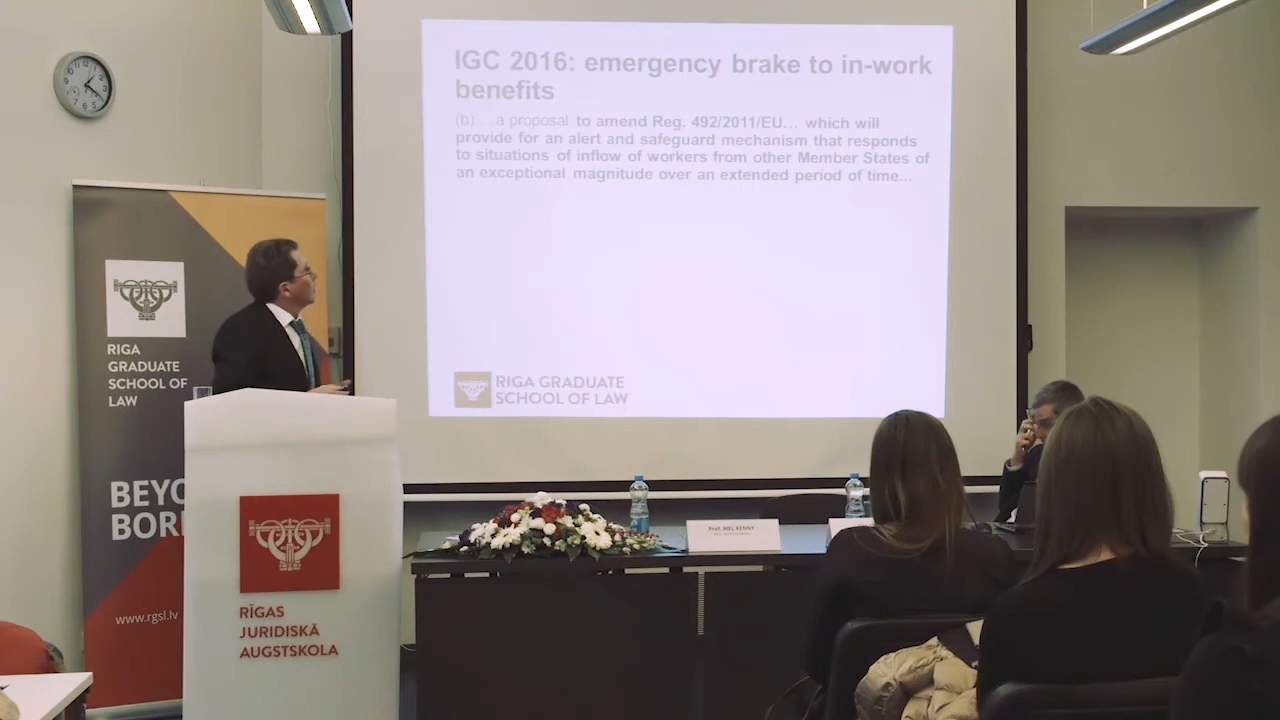 IGC 2016: emergency brake to in-work
benefits
(b) …a proposal to amend Reg. 492/2011/EU… which will
provide for an alert and safeguard mechanism that responds
to situations of inflow of workers from other Member States of
an exceptional magnitude over an extended period of time...
RIGA GRADUATE
SCHOOL OF LAW
RIGA
GRADUATE
SCHOOL OF
LAW
BEYO
BORD
www.rgsl.lv
RĪGAS
JURIDISKĀ
AUGSTSKOLA
Prof. MEL KENNY